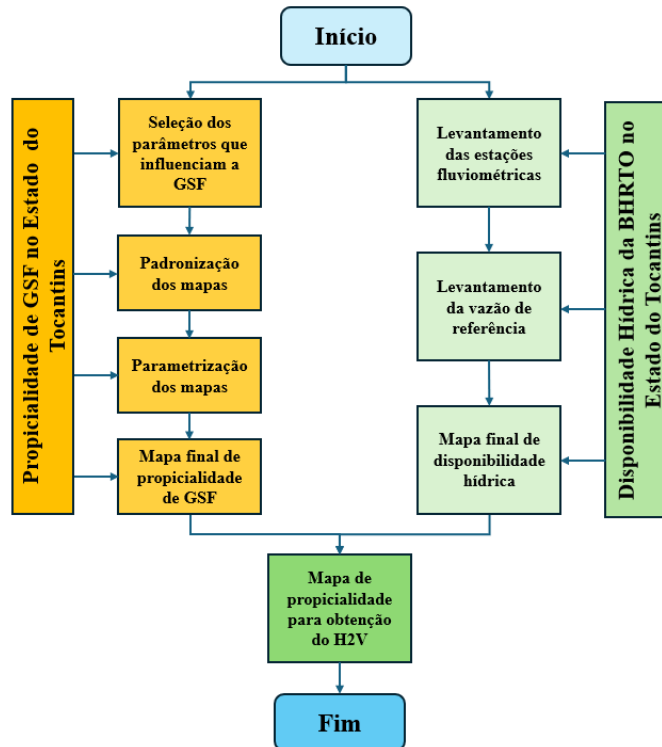 Início
Propicialidade de GSF no Estado do
Tocantins
Seleção dos
parâmetros que
influenciam a
GSF
Padronização
dos mapas
Parametrização
dos mapas
Mapa final de
propicialidade
de GSF
Levantamento
das estações
fluviométricas
Levantamento
da vazão de
referência
Mapa final de
disponibilidade
hídrica
Disponibilidade Hídrica da BHRTO no
Estado do Tocantins
Mapa de
propicialidade
para obtenção
do H2V
Fim